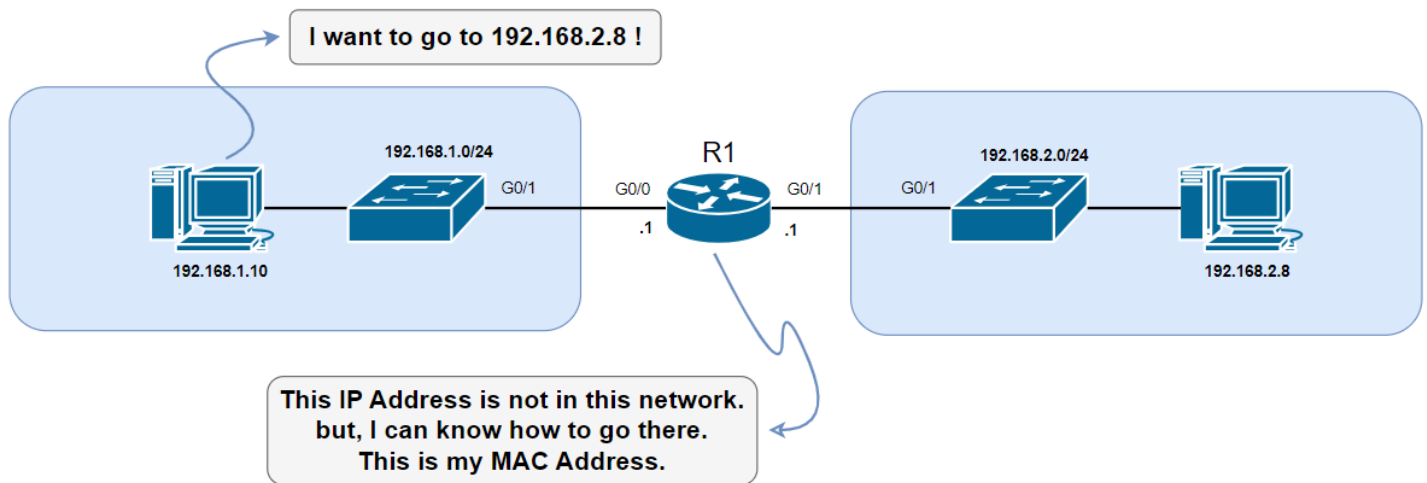 I want to go to 192.168.2.8 !
192.168.1.0/24
R1
192.168.2.0/24
G0/1
G0/0
G0/1
G0/1
.1
.1
192.168.1.10
192.168.2.8
This IP Address is not in this network.
but, I can know how to go there.
This is my MAC Address.